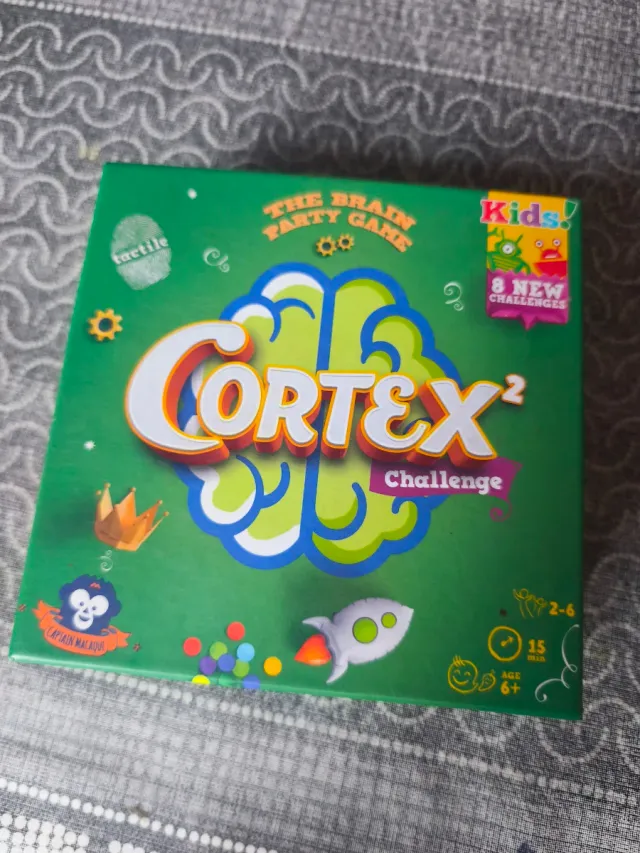 THE BRAIN
PARTY GAME
Kids!
8 NEW
CHALLENGES
tactile
CORTEX²
Challenge
CAPTAIN MACAQUE
2-6
15
min
AGE
6+